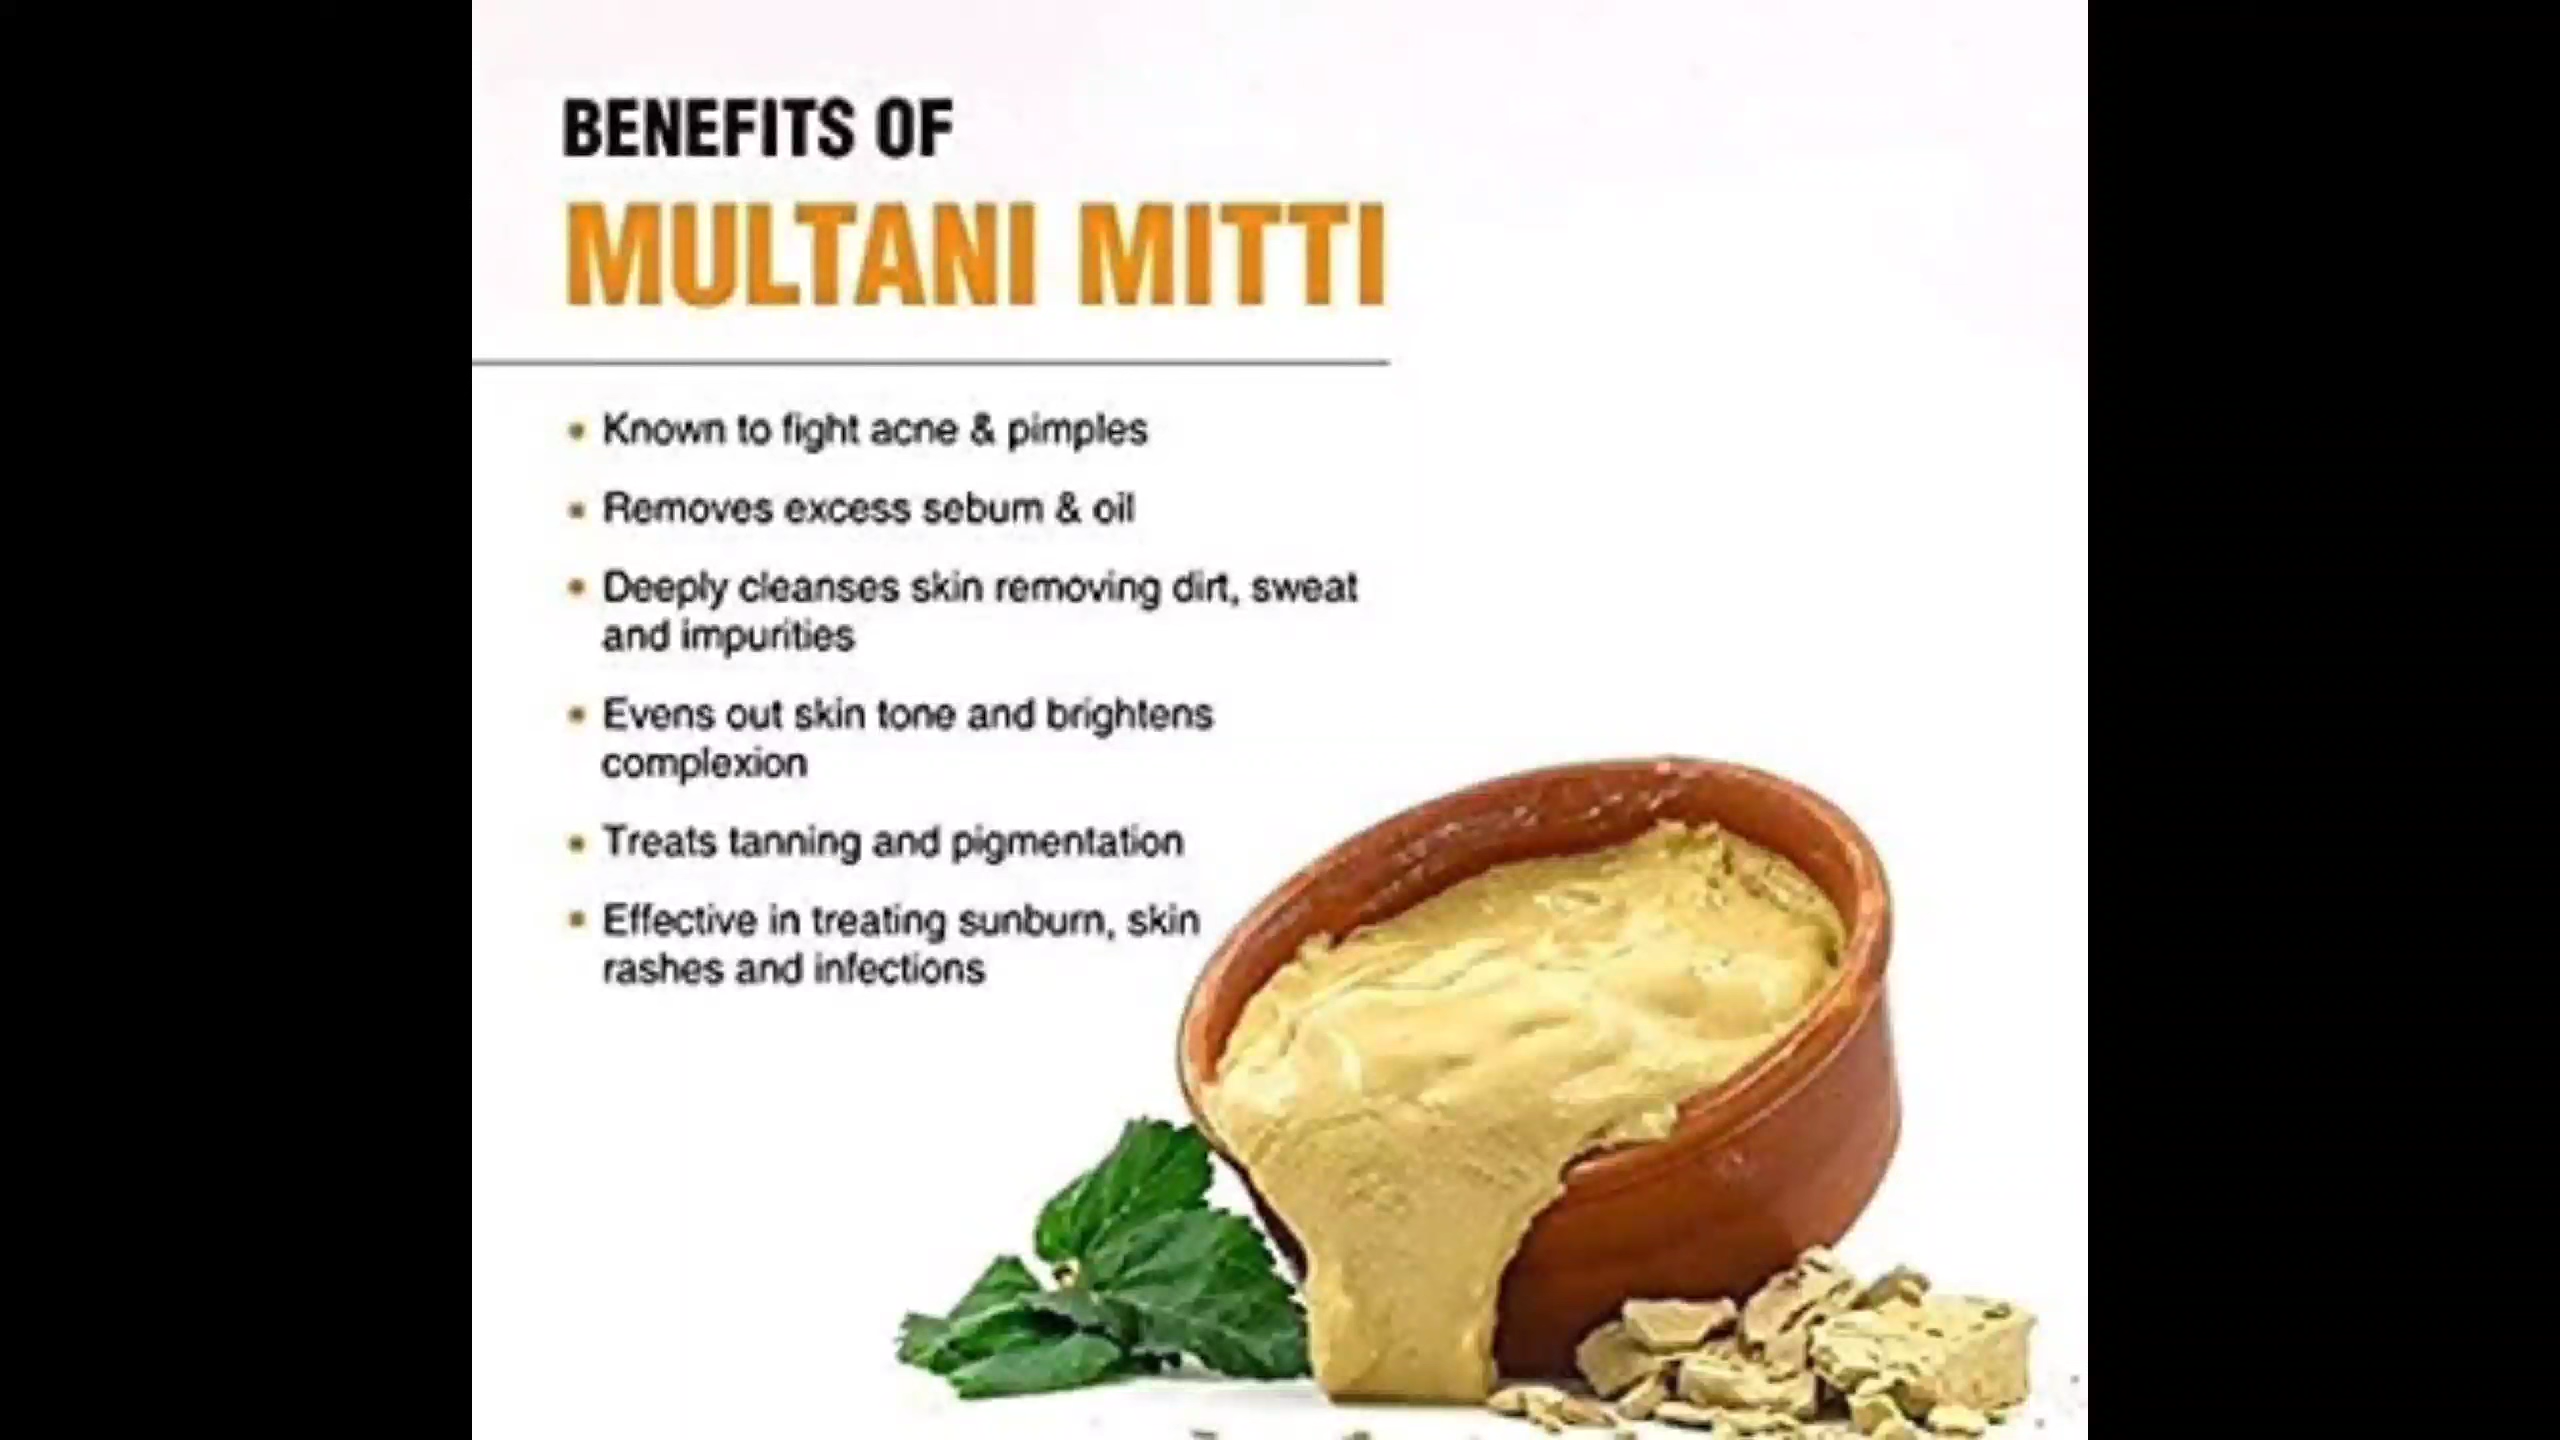 BENEFITS OF
MULTANI MITTI
• Known to fight acne & pimples
• Removes excess sebum & oil
• Deeply cleanses skin removing dirt, sweat
and impurities
• Evens out skin tone and brightens
complexion
• Treats tanning and pigmentation
• Effective in treating sunburn, skin
rashes and infections